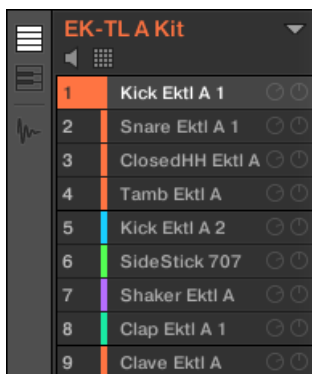 EK-TL A Kit
1 Kick Ektl A 1
2 Snare Ektl A 1
3 ClosedHH Ektl A
4 Tamb Ektl A
5 Kick Ektl A 2
6 SideStick 707
7 Shaker Ektl A
8 Clap Ektl A 1
9 Clave Ektl A